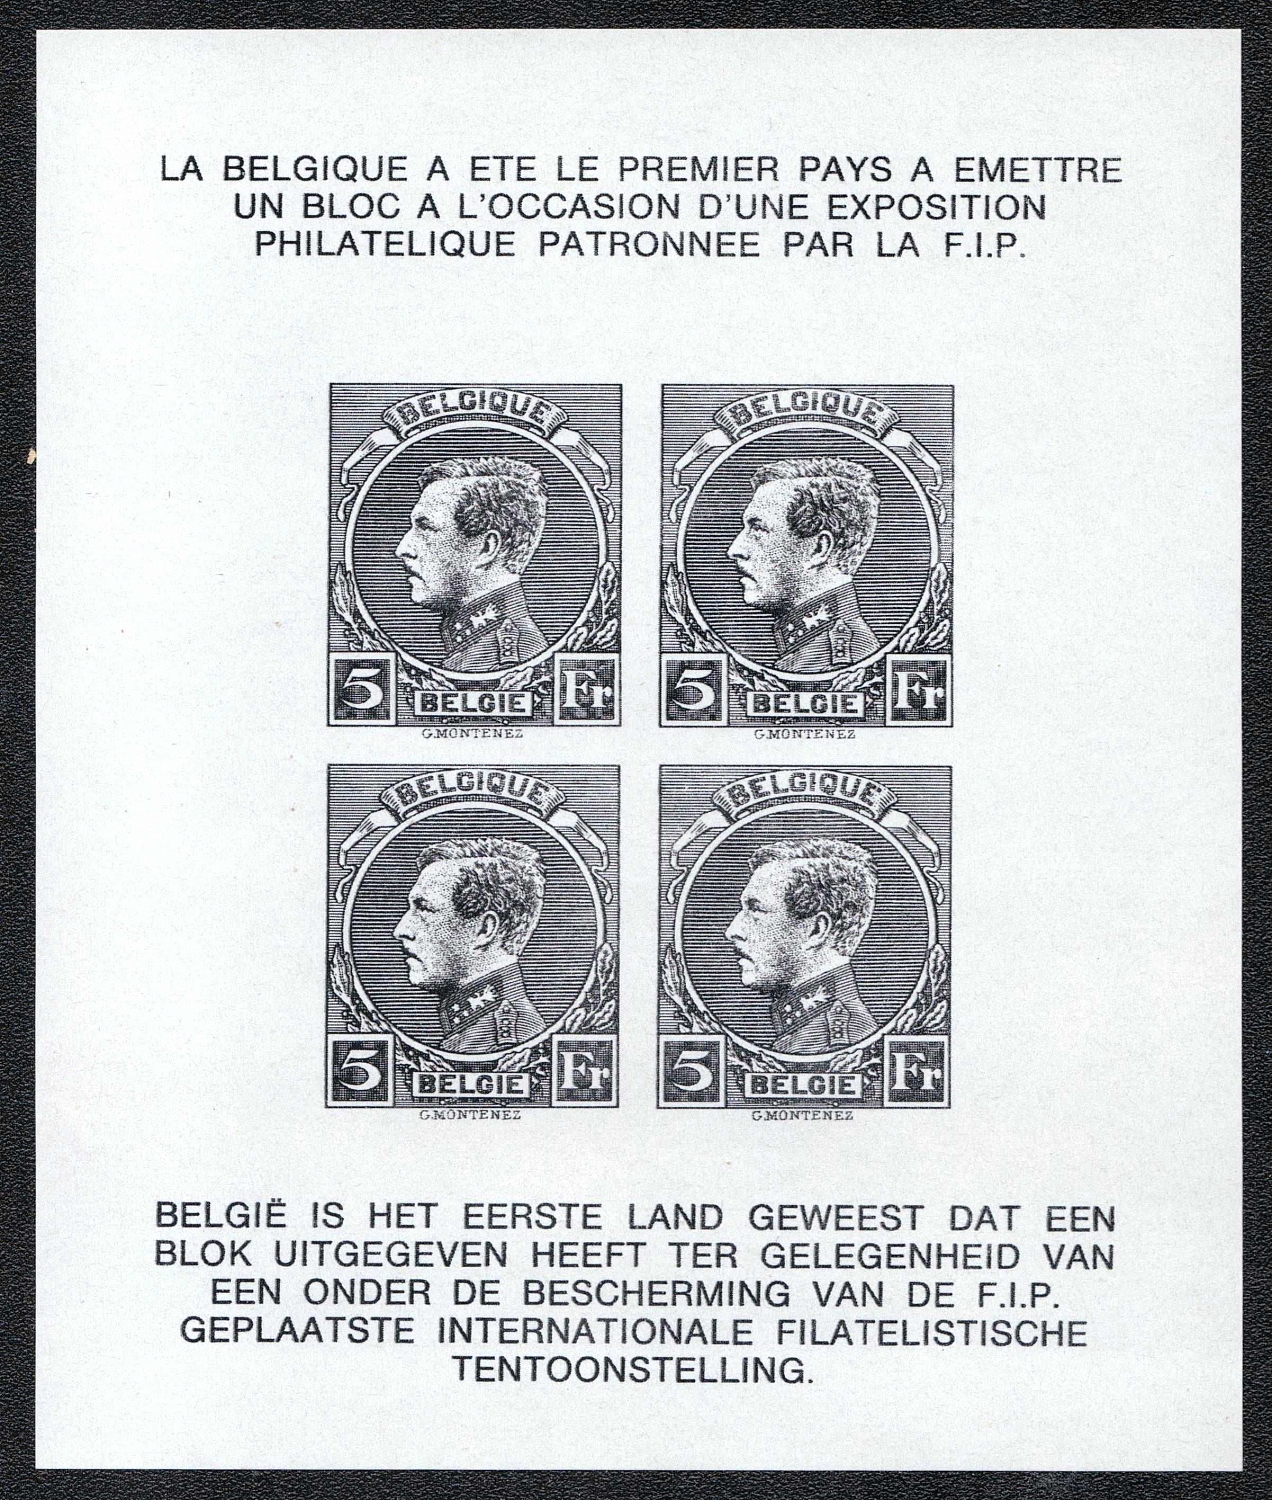 LA BELGIQUE A ETE LE PREMIER PAYS A EMETTRE
UN BLOC A L'OCCASION D'UNE EXPOSITION
PHILATELIQUE PATRONNEE PAR LA F.I.P.
BELGIQUE
5 BELGIE Fr
G.MONTENEZ
BELGIQUE
5 BELGIE Fr
G.MONTENEZ
BELGIQUE
5 BELGIE Fr
G.MONTENEZ
BELGIQUE
5 BELGIE Fr
G.MONTENEZ
BELGIË IS HET EERSTE LAND GEWEEST DAT EEN
BLOK UITGEGEVEN HEEFT TER GELEGENHEID VAN
EEN ONDER DE BESCHERMING VAN DE F.I.P.
GEPLAATSTE INTERNATIONALE FILATELISTISCHE
TENTOONSTELLING.